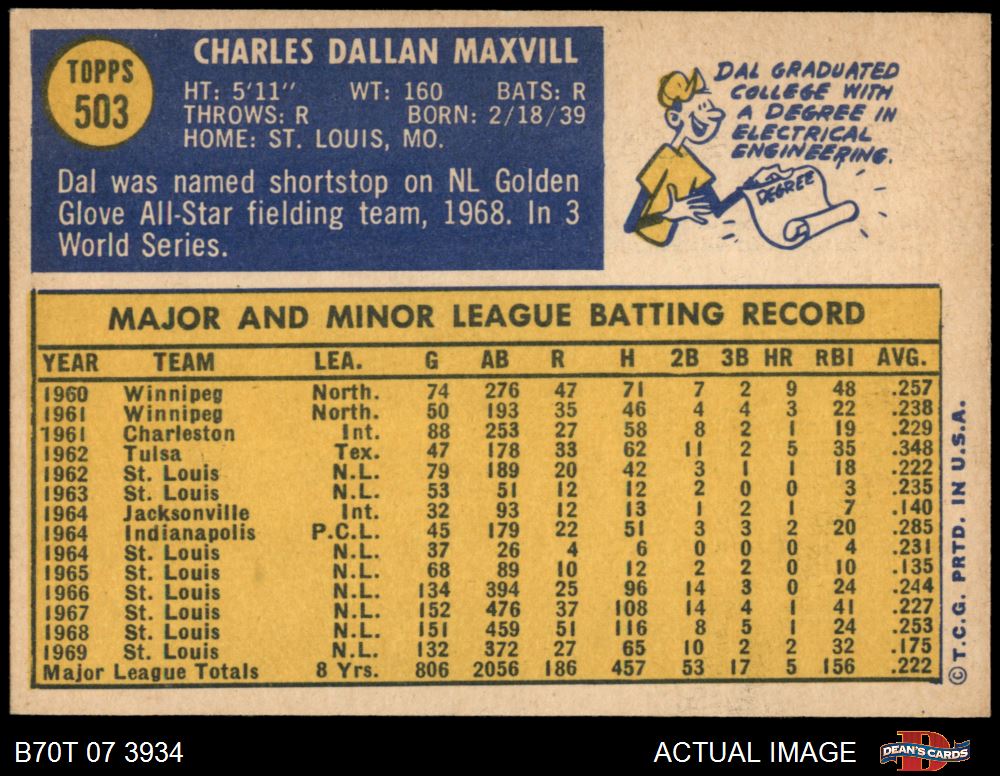 TOPPS
503
CHARLES DALLAN MAXVILL
HT: 5'11" WT: 160 BATS: R
THROWS: R BORN: 2/18/39
HOME: ST. LOUIS, MO.
Dal was named shortstop on NL Golden
Glove All-Star fielding team, 1968. In 3
World Series.
DAL GRADUATED
COLLEGE WITH
A DEGREE IN
ELECTRICAL
ENGINEERING.
DEGREE
MAJOR AND MINOR LEAGUE BATTING RECORD
YEAR TEAM LEA. G AB R H 2B 3B HR RBI AVG.
1960 Winnipeg North. 74 276 47 71 7 2 9 48 .257
1961 Winnipeg North. 50 193 35 46 4 4 3 22 .238
1961 Charleston Int. 88 253 27 58 8 2 1 19 .229
1962 Tulsa Tex. 47 178 33 62 11 2 5 35 .348
1962 St. Louis N.L. 79 189 20 42 3 1 1 18 .222
1963 St. Louis N.L. 53 51 12 12 2 0 0 3 .235
1964 Jacksonville Int. 32 93 12 13 1 2 1 7 .140
1964 Indianapolis P.C.L. 45 179 22 51 3 3 2 20 .285
1964 St. Louis N.L. 37 26 4 6 0 0 0 4 .231
1965 St. Louis N.L. 68 89 10 12 2 2 0 10 .135
1966 St. Louis N.L. 134 394 25 96 14 3 0 24 .244
1967 St. Louis N.L. 152 476 37 108 14 4 1 41 .227
1968 St. Louis N.L. 151 459 51 116 8 5 1 24 .253
1969 St. Louis N.L. 132 372 27 65 10 2 2 32 .175
Major League Totals 8 Yrs. 806 2056 186 457 53 17 5 156 .222
© T.C.G. PRTD. IN U.S.A.
B70T 07 3934
ACTUAL IMAGE
DEAN'S CARDS